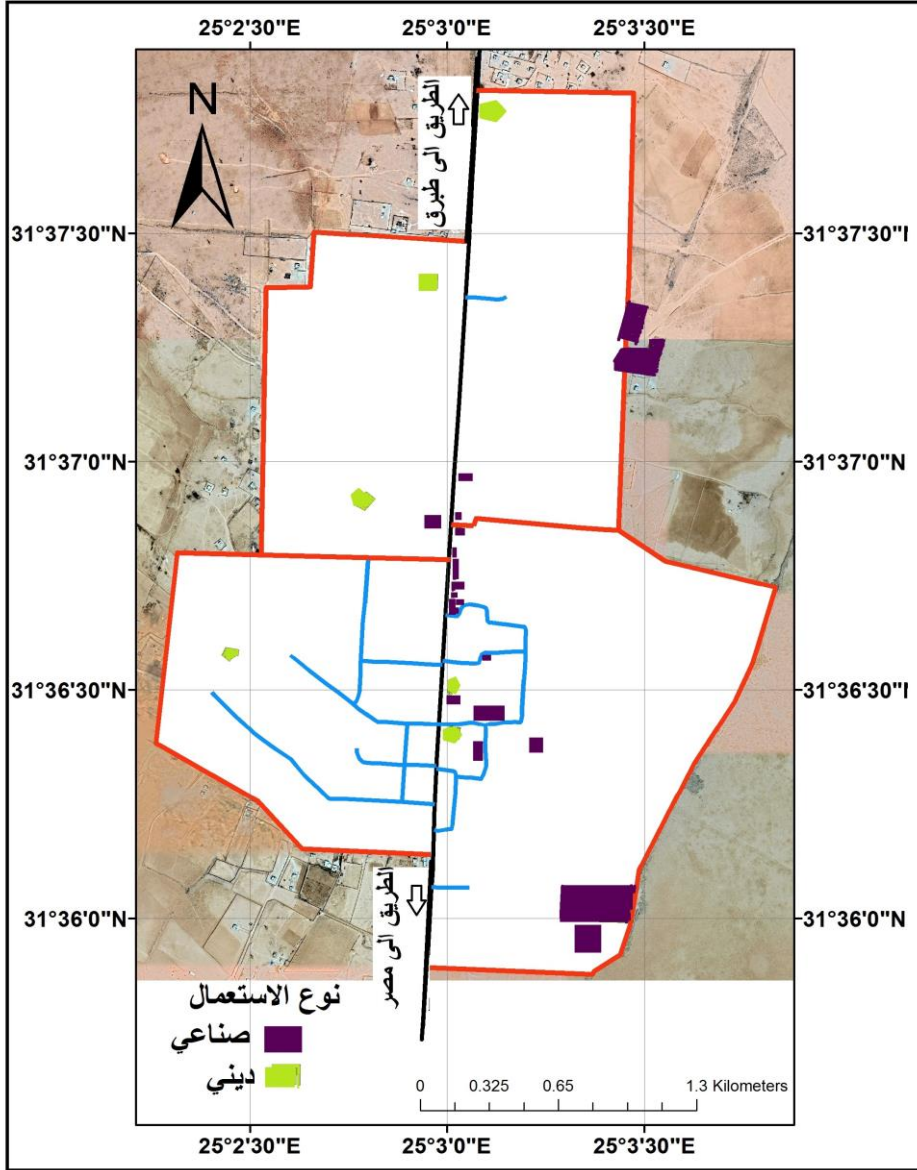 25°2'30"E 25°3'0"E 25°3'30"E
N
الطريق الى طبرق
31°37'30"N 31°37'30"N
31°37'0"N 31°37'0"N
31°36'30"N 31°36'30"N
الطريق الى مصر
31°36'0"N 31°36'0"N
نوع الاستعمال
صناعي
ديني
0 0.325 0.65 1.3 Kilometers
25°2'30"E 25°3'0"E 25°3'30"E